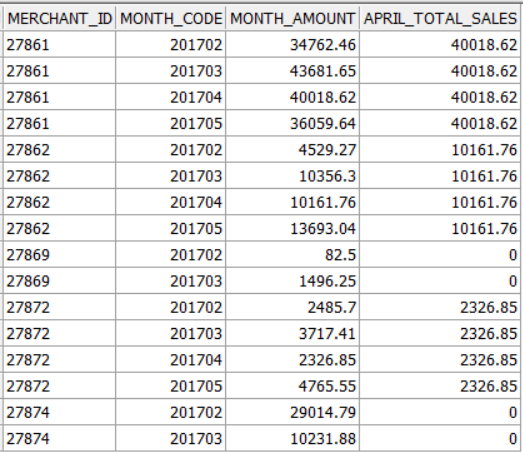 MERCHANT_ID MONTH_CODE MONTH_AMOUNT APRIL_TOTAL_SALES
27861 201702 34762.46 40018.62
27861 201703 43681.65 40018.62
27861 201704 40018.62 40018.62
27861 201705 36059.64 40018.62
27862 201702 4529.27 10161.76
27862 201703 10356.3 10161.76
27862 201704 10161.76 10161.76
27862 201705 13693.04 10161.76
27869 201702 82.5 0
27869 201703 1496.25 0
27872 201702 2485.7 2326.85
27872 201703 3717.41 2326.85
27872 201704 2326.85 2326.85
27872 201705 4765.55 2326.85
27874 201702 29014.79 0
27874 201703 10231.88 0